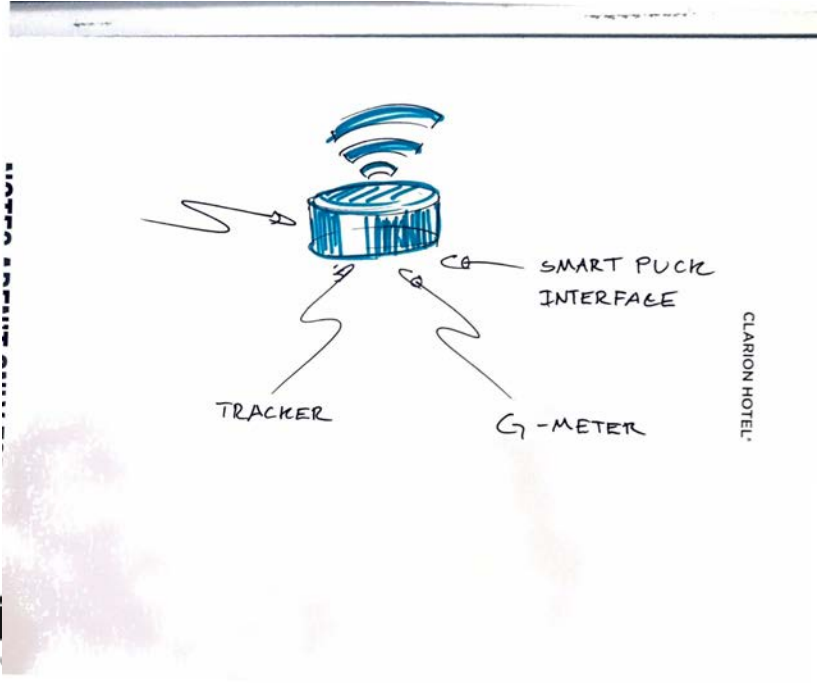 SMART PUCK
INTERFACE
TRACKER
G-METER
CLARION HOTEL®